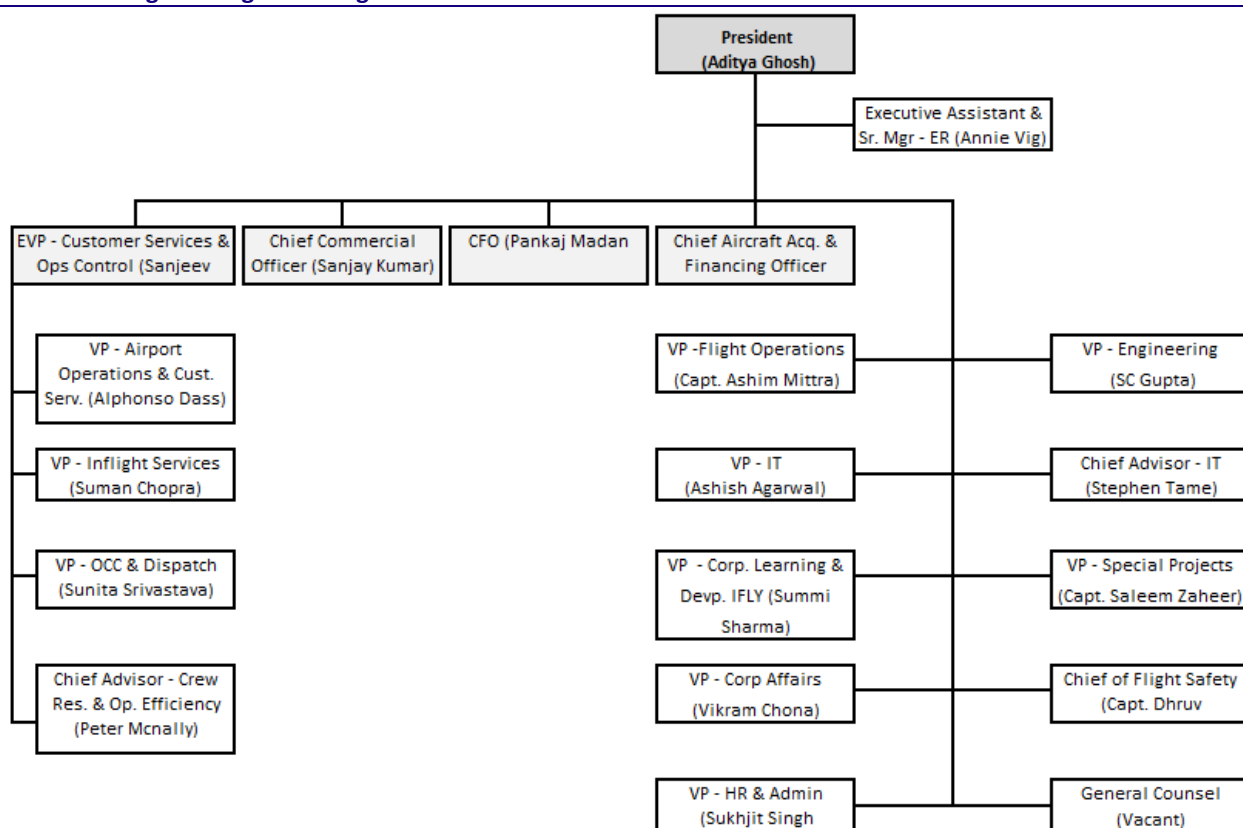 President
(Aditya Ghosh)
Executive Assistant &
Sr. Mgr - ER (Annie Vig)
EVP - Customer Services &
Ops Control (Sanjeev
Chief Commercial
Officer (Sanjay Kumar)
CFO (Pankaj Madan
Chief Aircraft Acq. &
Financing Officer
VP - Airport
Operations & Cust.
Serv. (Alphonso Dass)
VP -Flight Operations
(Capt. Ashim Mittra)
VP - Engineering
(SC Gupta)
VP - Inflight Services
(Suman Chopra)
VP - IT
(Ashish Agarwal)
Chief Advisor - IT
(Stephen Tame)
VP - OCC & Dispatch
(Sunita Srivastava)
VP - Corp. Learning &
Devp. IFLY (Summi
Sharma)
VP - Special Projects
(Capt. Saleem Zaheer)
Chief Advisor - Crew
Res. & Op. Efficiency
(Peter Mcnally)
VP - Corp Affairs
(Vikram Chona)
Chief of Flight Safety
(Capt. Dhruv
VP - HR & Admin
(Sukhjit Singh
General Counsel
(Vacant)